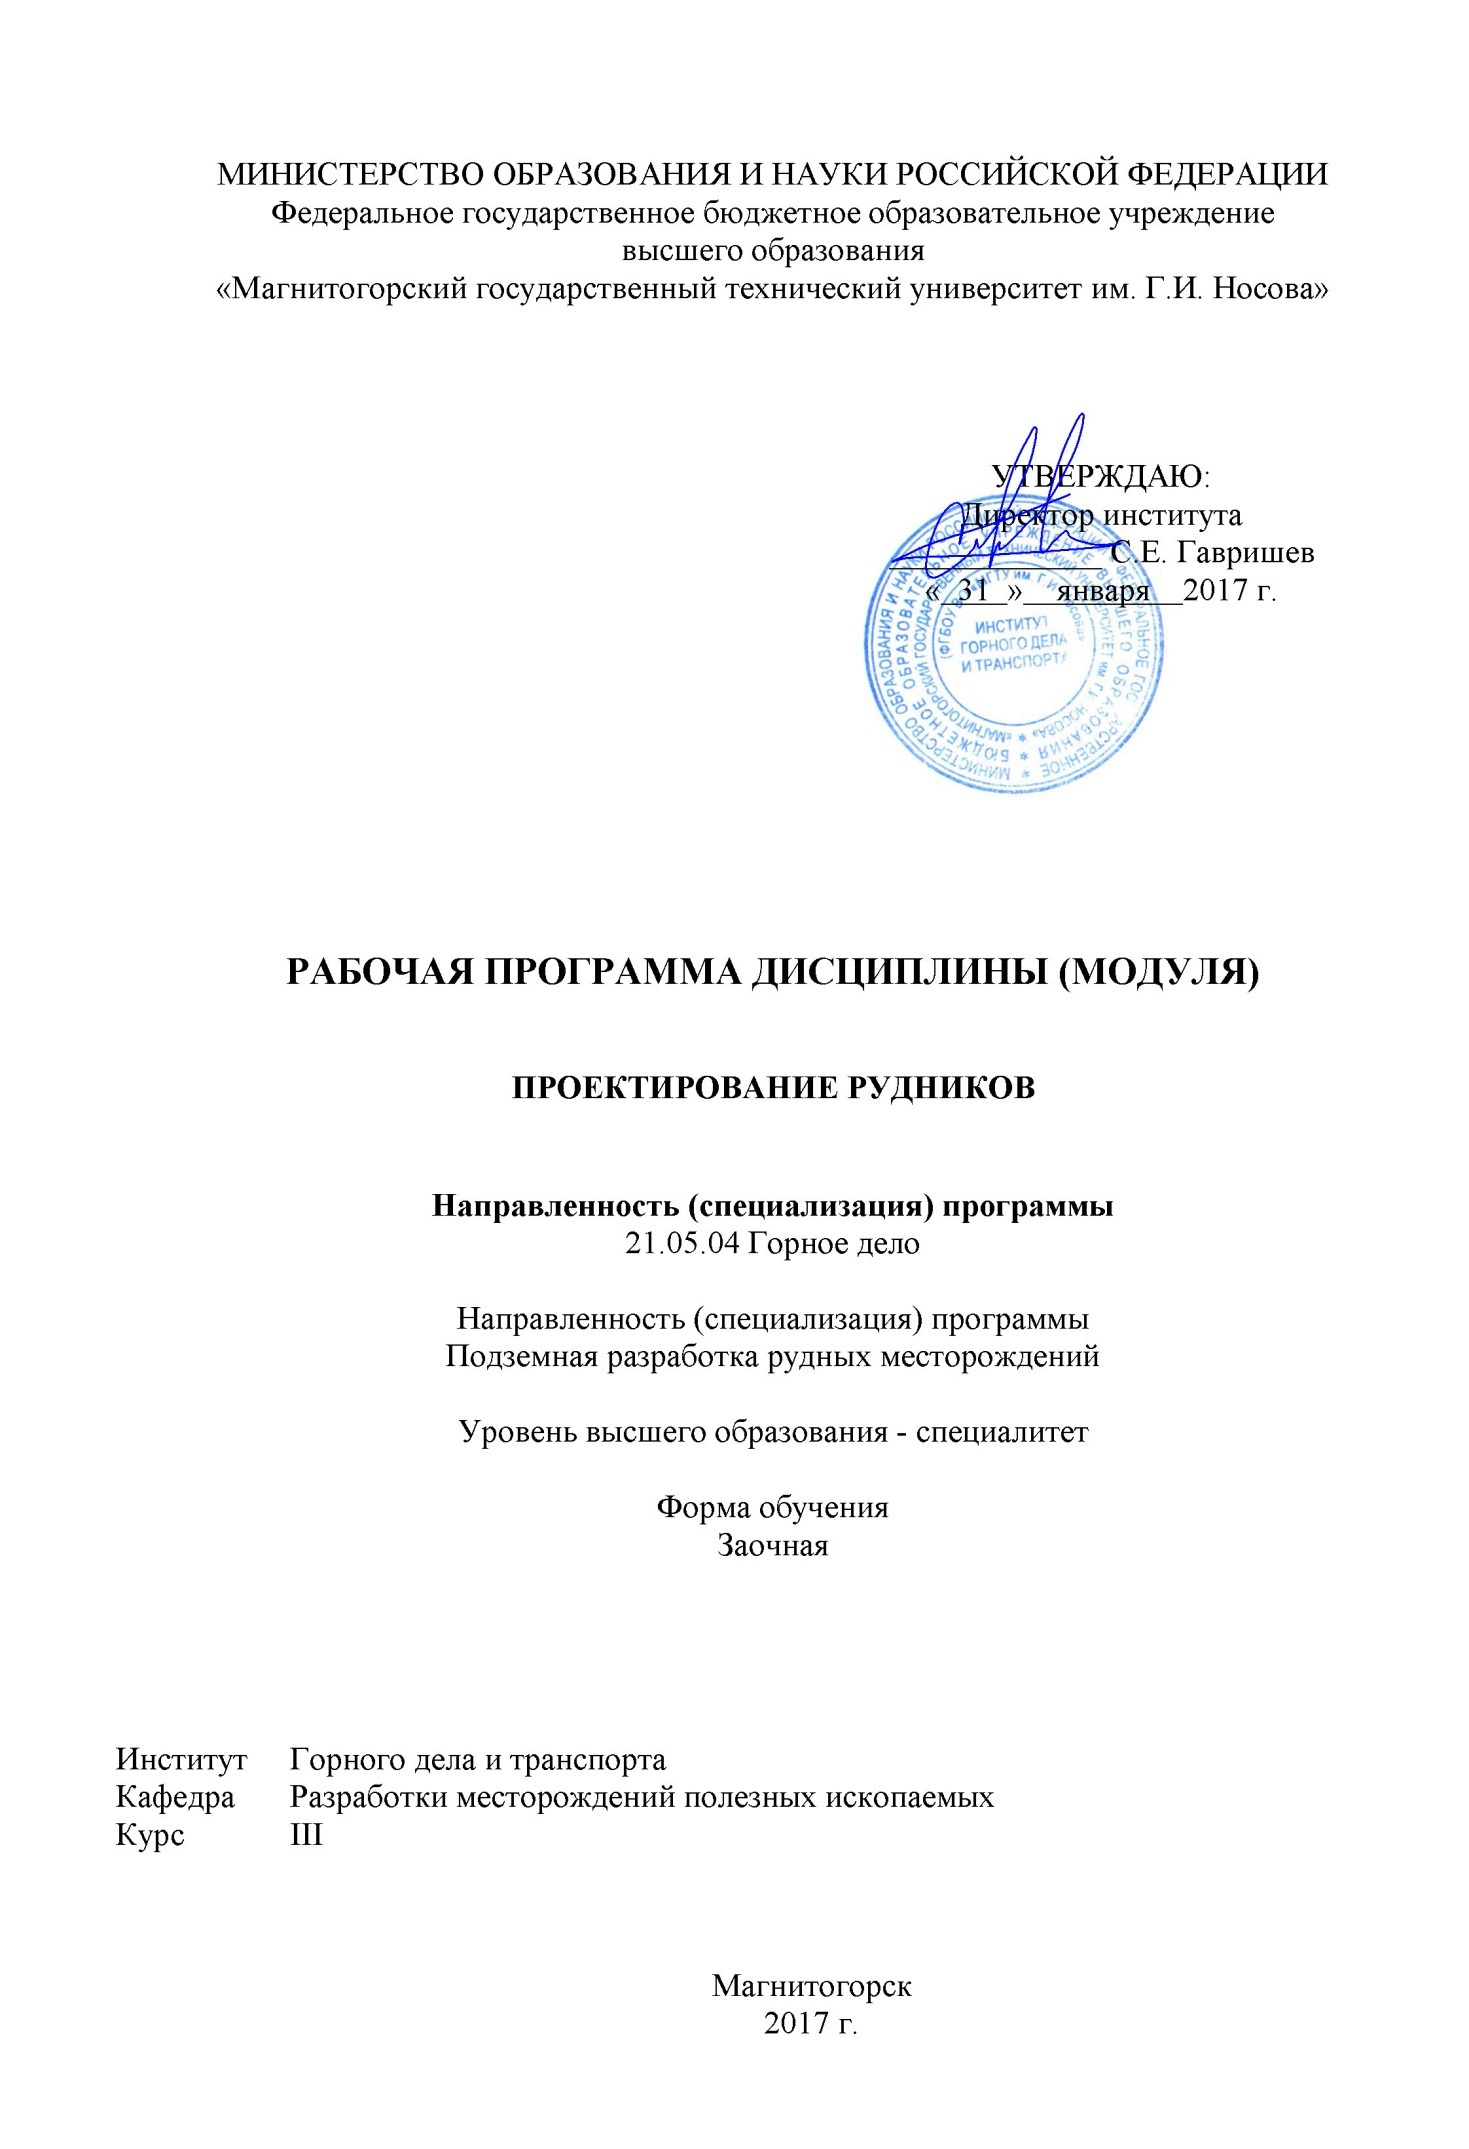 МИНИСТЕРСТВО ОБРАЗОВАНИЯ И НАУКИ РОССИЙСКОЙ ФЕДЕРАЦИИ
Федеральное государственное бюджетное образовательное учреждение
высшего образования
«Магнитогорский государственный технический университет им. Г.И. Носова»
УТВЕРЖДАЮ:
Директор института
С.Е. Гавришев
«_31_»__января__2017 г.
ИНСТИТУТ
ГОРНОГО ДЕЛА
И ТРАНСПОРТА
РАБОЧАЯ ПРОГРАММА ДИСЦИПЛИНЫ (МОДУЛЯ)
ПРОЕКТИРОВАНИЕ РУДНИКОВ
Направленность (специализация) программы
21.05.04 Горное дело
Направленность (специализация) программы
Подземная разработка рудных месторождений
Уровень высшего образования - специалитет
Форма обучения
Заочная
Институт Горного дела и транспорта
Кафедра Разработки месторождений полезных ископаемых
Курс III
Магнитогорск
2017 г.